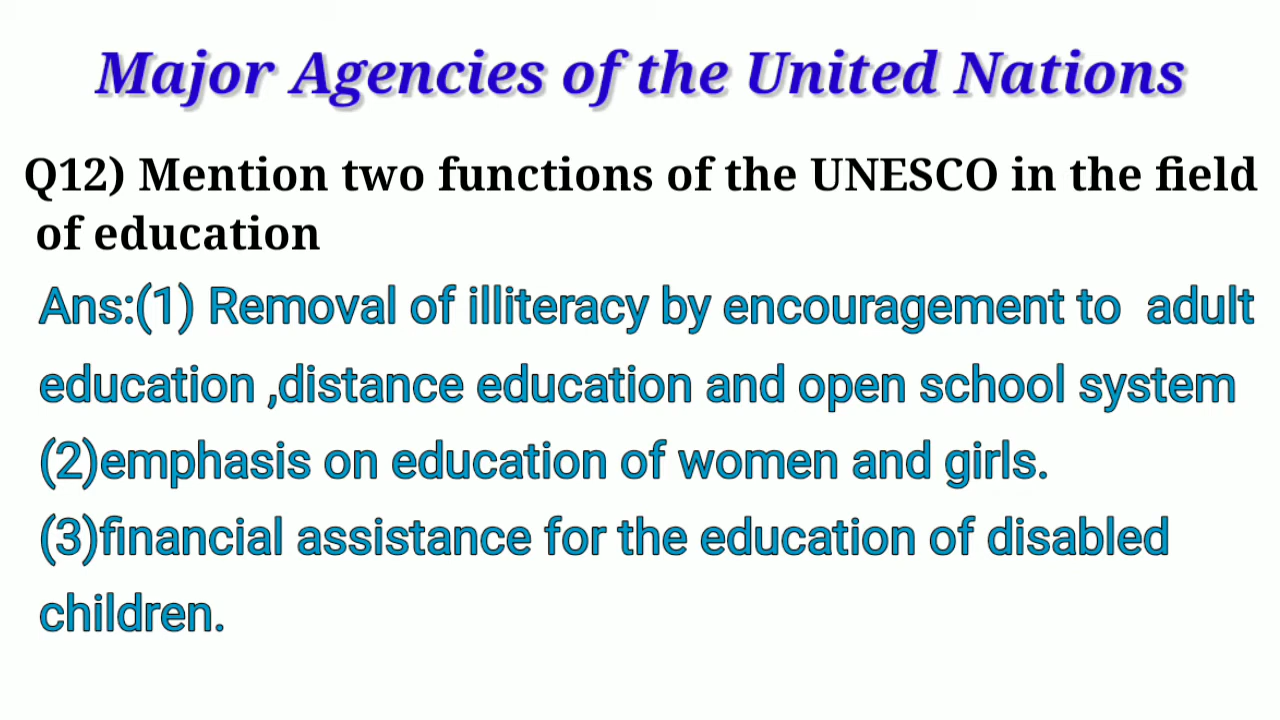 Major Agencies of the United Nations
Q12) Mention two functions of the UNESCO in the field
of education
Ans:(1) Removal of illiteracy by encouragement to  adult
education ,distance education and open school system
(2)emphasis on education of women and girls.
(3)financial assistance for the education of disabled
children.